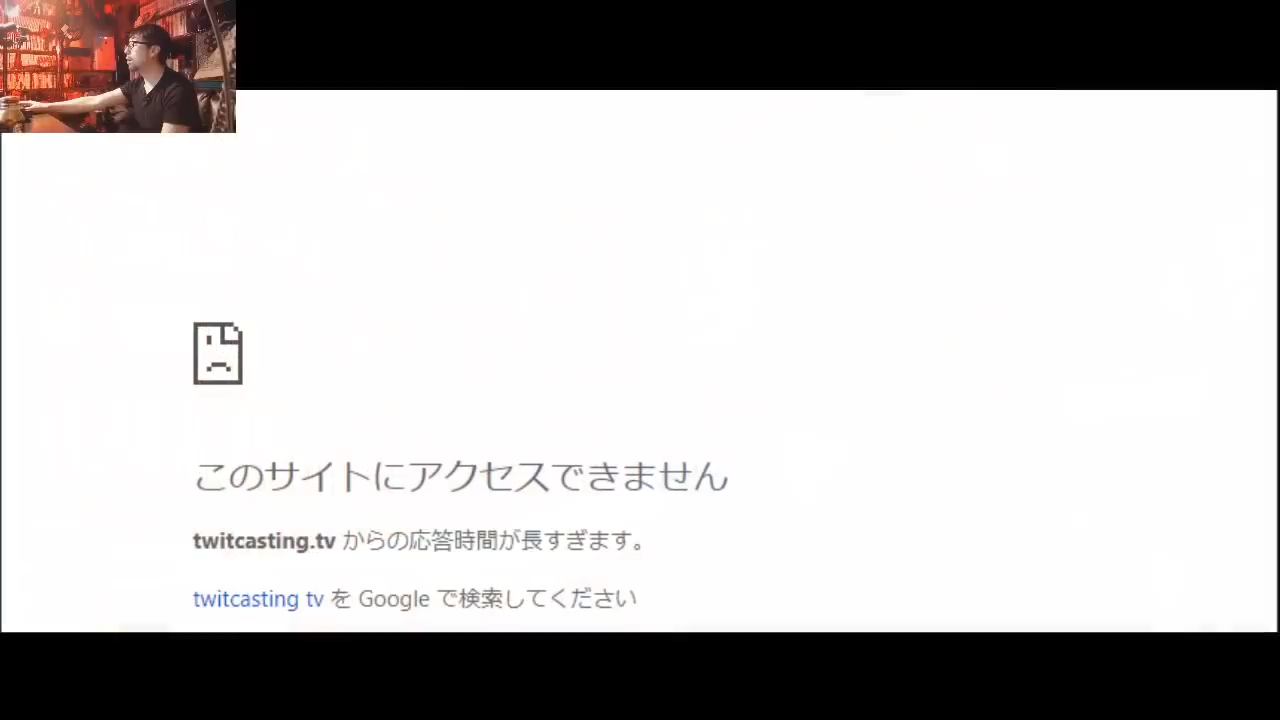 このサイトにアクセスできません
twitcasting.tv からの応答時間が長すぎます。
twitcasting tv を Google で検索してください